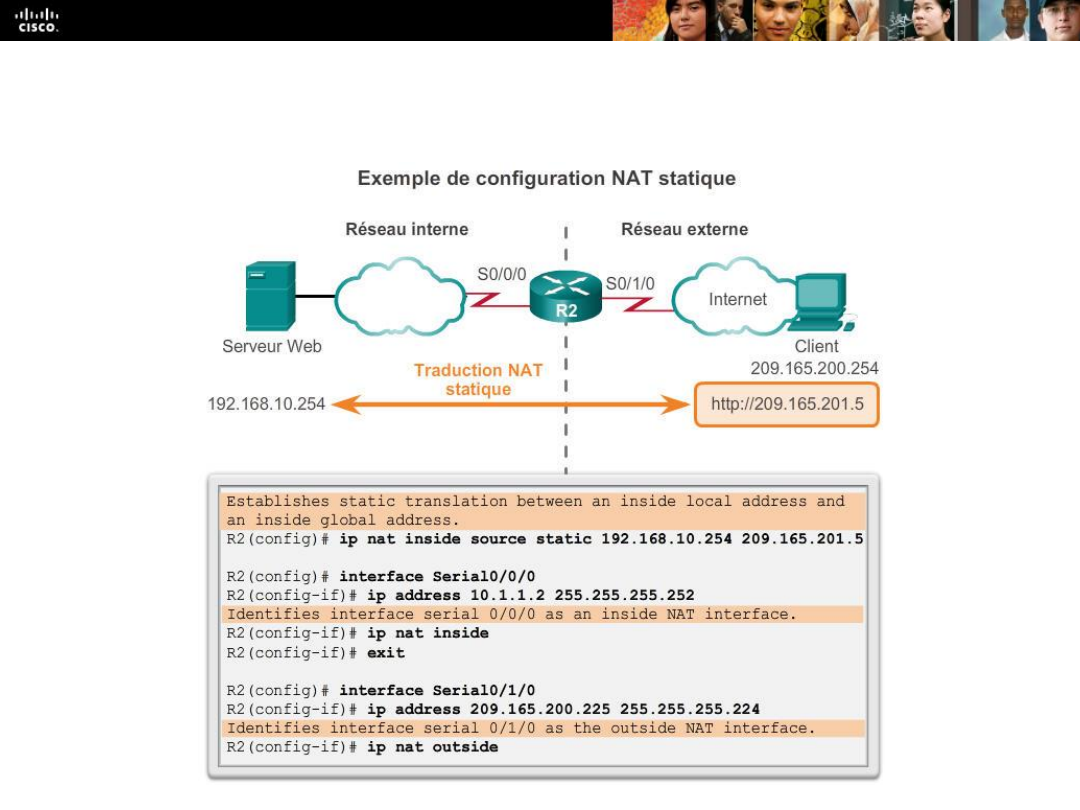 CISCO.
Exemple de configuration NAT statique
Réseau interne
Réseau externe
S0/0/0
S0/1/0
R2
Internet
Serveur Web
Client
209.165.200.254
Traduction NAT
statique
192.168.10.254
http://209.165.201.5
Establishes static translation between an inside local address and
an inside global address.
R2(config)# ip nat inside source static 192.168.10.254 209.165.201.5
R2(config)# interface Serial0/0/0
R2(config-if)# ip address 10.1.1.2 255.255.255.252
Identifies interface serial 0/0/0 as an inside NAT interface.
R2(config-if)# ip nat inside
R2(config-if)# exit
R2(config)# interface Serial0/1/0
R2(config-if)# ip address 209.165.200.225 255.255.255.224
Identifies interface serial 0/1/0 as the outside NAT interface.
R2(config-if)# ip nat outside